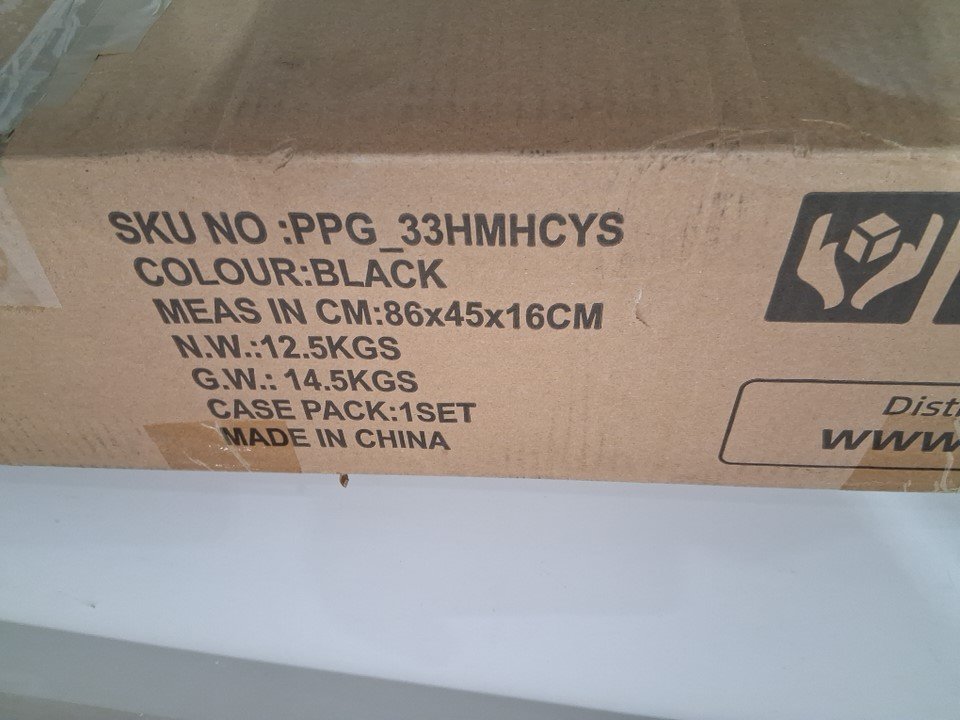 SKU NO :PPG_33HMHCYS
COLOUR:BLACK
MEAS IN CM:86x45x16CM
N.W.:12.5KGS
G.W.: 14.5KGS
CASE PACK:1SET
MADE IN CHINA
www